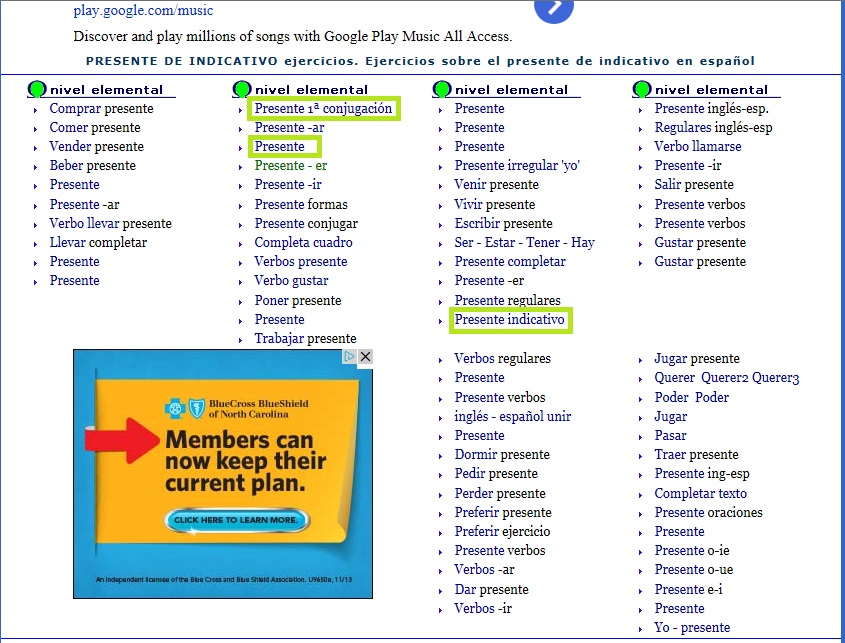 play.google.com/music
Discover and play millions of songs with Google Play Music All Access.
PRESENTE DE INDICATIVO ejercicios. Ejercicios sobre el presente de indicativo en español
nivel elemental
Comprar presente
Comer presente
Vender presente
Beber presente
Presente
Presente -ar
Verbo llevar presente
Llevar completar
Presente
Presente
nivel elemental
Presente 1ª conjugación
Presente -ar
Presente
Presente - er
Presente -ir
Presente formas
Presente conjugar
Completa cuadro
Verbos presente
Verbo gustar
Poner presente
Presente
Trabajar presente
BlueCross BlueShield
of North Carolina
Members can
now keep their
current plan.
CLICK HERE TO LEARN MORE.
An independent licensee of the Blue Cross and Blue Shield Association. U9650a, 11/13
nivel elemental
Presente
Presente
Presente
Presente irregular 'yo'
Venir presente
Vivir presente
Escribir presente
Ser - Estar - Tener - Hay
Presente completar
Presente -er
Presente regulares
Presente indicativo
Verbos regulares
Presente
Presente verbos
inglés - español unir
Presente
Dormir presente
Pedir presente
Perder presente
Preferir presente
Preferir ejercicio
Presente verbos
Verbos -ar
Dar presente
Verbos -ir
nivel elemental
Presente inglés-esp.
Regulares inglés-esp
Verbo llamarse
Presente -ir
Salir presente
Presente verbos
Presente verbos
Gustar presente
Gustar presente
Jugar presente
Querer Querer2 Querer3
Poder Poder
Jugar
Pasar
Traer presente
Presente ing-esp
Completar texto
Presente oraciones
Presente
Presente o-ie
Presente o-ue
Presente e-i
Presente
Yo - presente